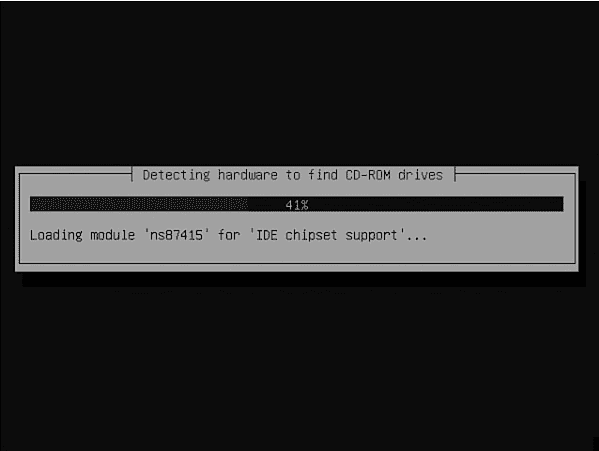 Detecting hardware to find CD-ROM drives
41%
Loading module 'ns87415' for 'IDE chipset support'...